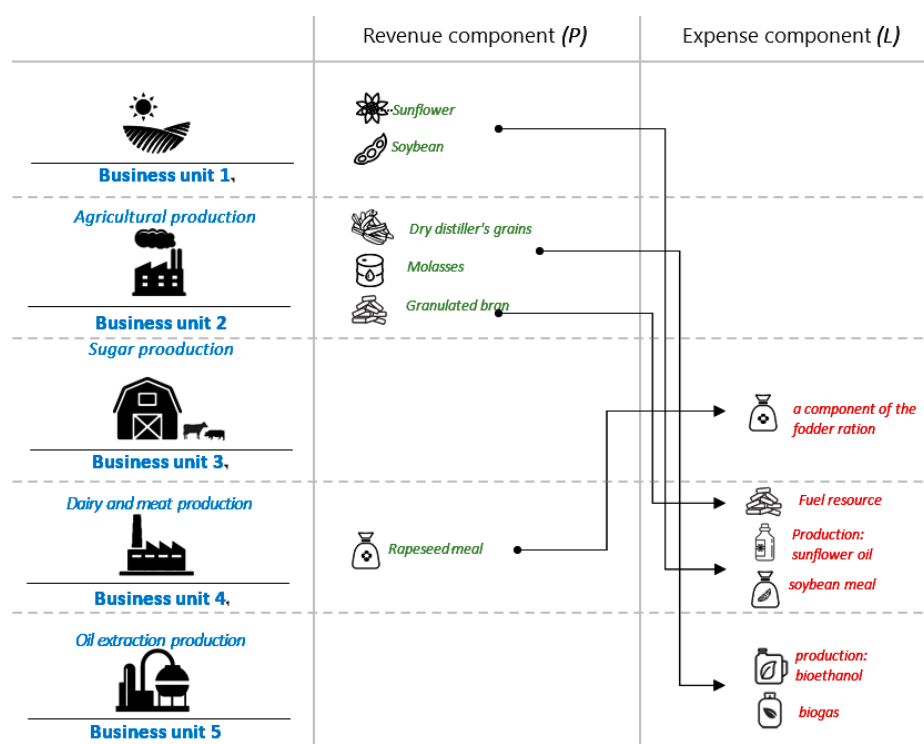 Revenue component (P)
Expense component (L)
Sunflower
Soybean
Business unit 1,
Agricultural production
Dry distiller's grains
Molasses
Granulated bran
Business unit 2
Sugar prooduction
a component of the
fodder ration
Business unit 3,
Dairy and meat production
Fuel resource
Rapeseed meal
Production:
sunflower oil
soybean meal
Business unit 4,
Oil extraction production
production:
bioethanol
biogas
Business unit 5